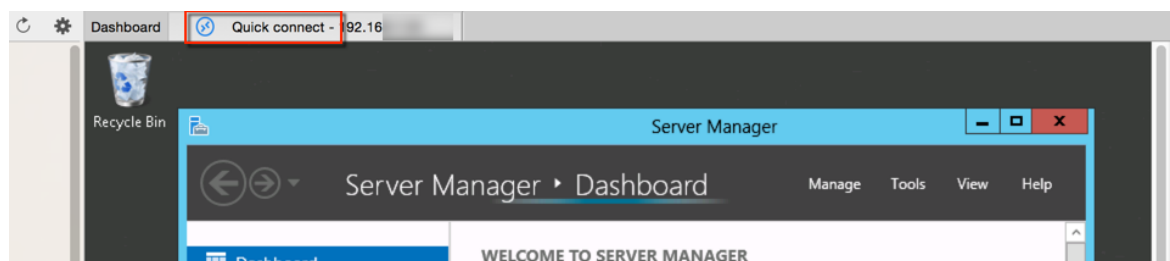 Dashboard
Quick connect - 192.16
Recycle Bin
Server Manager
Server Manager ‣ Dashboard
Manage Tools View Help
Dashboard
WELCOME TO SERVER MANAGER